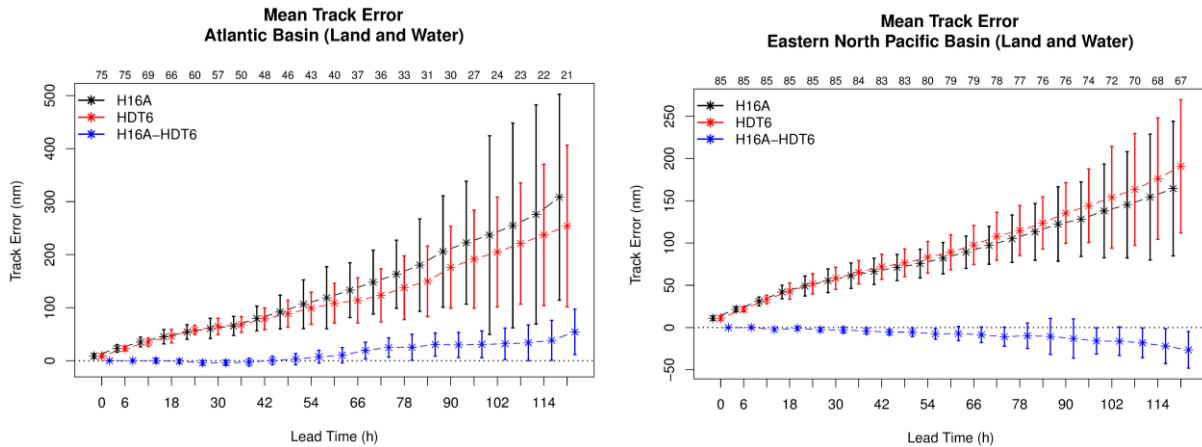 Mean Track Error
Atlantic Basin (Land and Water)
75 75 69 66 60 57 50 48 46 43 40 37 36 33 31 30 27 24 23 22 21
H16A
HDT6
H16A−HDT6
Track Error (nm)
500
400
300
200
100
0
0 6 18 30 42 54 66 78 90 102 114
Lead Time (h)
Mean Track Error
Eastern North Pacific Basin (Land and Water)
85 85 85 85 85 85 84 83 83 80 79 79 78 77 76 76 74 72 70 68 67
H16A
HDT6
H16A−HDT6
Track Error (nm)
250
200
150
100
50
0
−50
0 6 18 30 42 54 66 78 90 102 114
Lead Time (h)